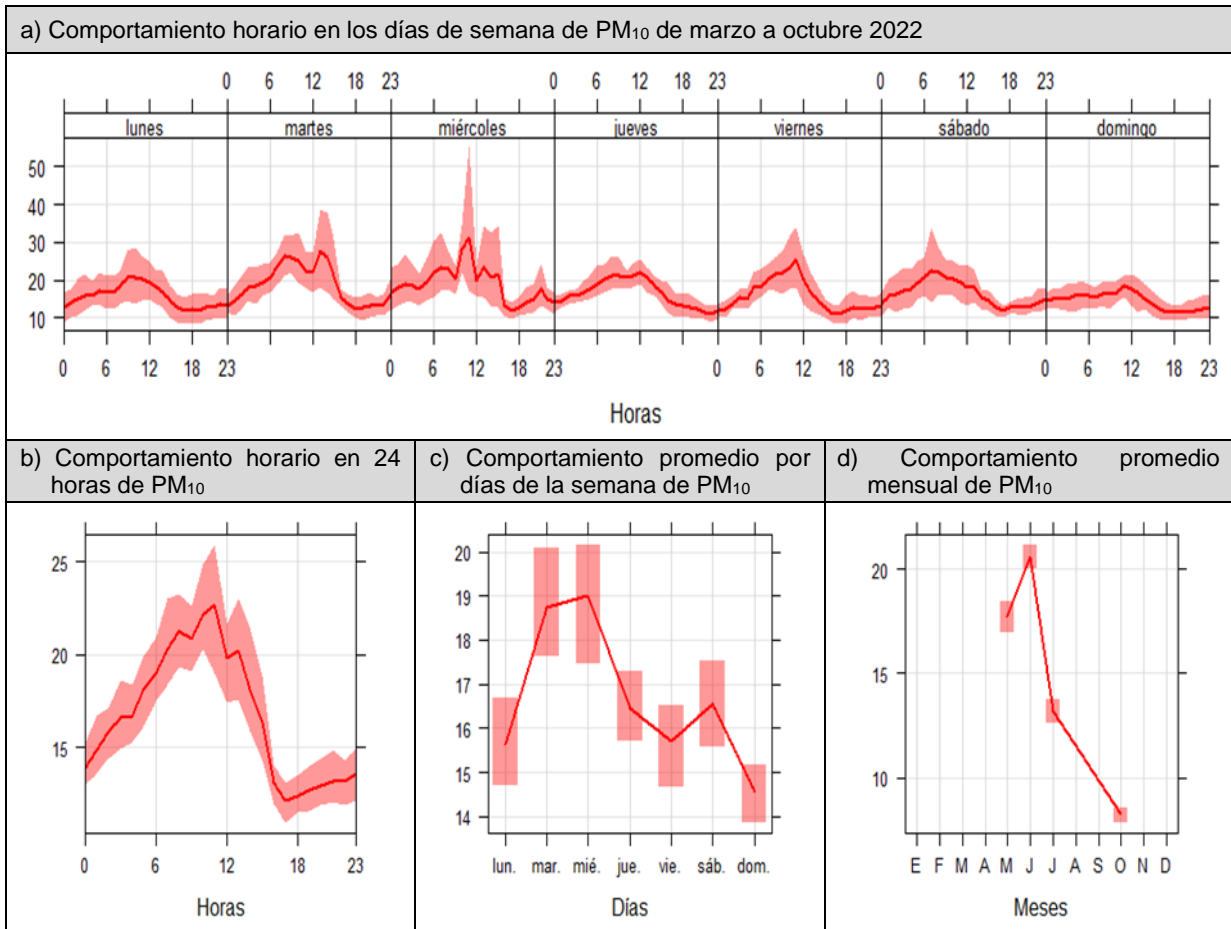 a) Comportamiento horario en los días de semana de PM₁₀ de marzo a octubre 2022
0 6 12 18 23 0 6 12 18 23 0 6 12 18 23
lunes martes miércoles jueves viernes sábado domingo
50
40
30
20
10
0 6 12 18 23 0 6 12 18 23 0 6 12 18 23 0 6 12 18 23
Horas
b) Comportamiento horario en 24
horas de PM₁₀
25
20
15
0 6 12 18 23
Horas
c) Comportamiento promedio por
días de la semana de PM₁₀
20
19
18
17
16
15
14
lun. mar. mié. jue. vie. sáb. dom.
Días
d) Comportamiento promedio
mensual de PM₁₀
20
15
10
E F M A M J J A S O N D
Meses